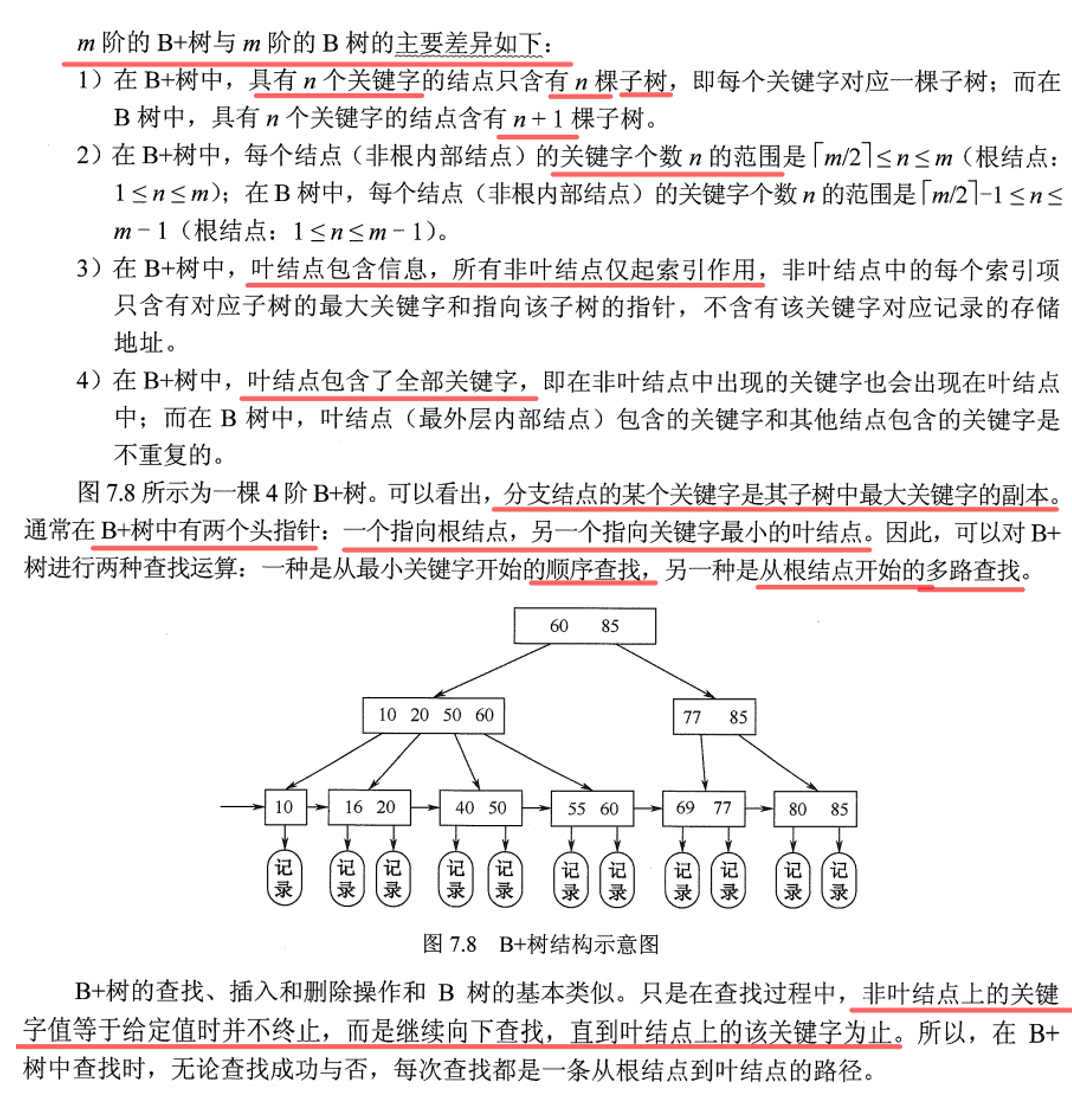 m 阶的 B+树与 m 阶的 B 树的主要差异如下：
1）在 B+树中，具有 n 个关键字的结点只含有 n 棵子树，即每个关键字对应一棵子树；而在
B 树中，具有 n 个关键字的结点含有 n + 1 棵子树。
2）在 B+树中，每个结点（非根内部结点）的关键字个数 n 的范围是⌈m/2⌉≤n≤m（根结点：
1≤n≤m）；在 B 树中，每个结点（非根内部结点）的关键字个数 n 的范围是⌈m/2⌉-1≤n≤
m - 1（根结点：1≤n≤m - 1）。
3）在 B+树中，叶结点包含信息，所有非叶结点仅起索引作用，非叶结点中的每个索引项
只含有对应子树的最大关键字和指向该子树的指针，不含有该关键字对应记录的存储
地址。
4）在 B+树中，叶结点包含了全部关键字，即在非叶结点中出现的关键字也会出现在叶结点
中；而在 B 树中，叶结点（最外层内部结点）包含的关键字和其他结点包含的关键字是
不重复的。
图 7.8 所示为一棵 4 阶 B+树。可以看出，分支结点的某个关键字是其子树中最大关键字的副本。
通常在 B+树中有两个头指针：一个指向根结点，另一个指向关键字最小的叶结点。因此，可以对 B+
树进行两种查找运算：一种是从最小关键字开始的顺序查找，另一种是从根结点开始的多路查找。
60 85
10 20 50 60 77 85
10 16 20 40 50 55 60 69 77 80 85
记录 记录 记录 记录 记录 记录 记录 记录 记录 记录 记录
图 7.8 B+树结构示意图
B+树的查找、插入和删除操作和 B 树的基本类似。只是在查找过程中，非叶结点上的关键
字值等于给定值时并不终止，而是继续向下查找，直到叶结点上的该关键字为止。所以，在 B+
树中查找时，无论查找成功与否，每次查找都是一条从根结点到叶结点的路径。